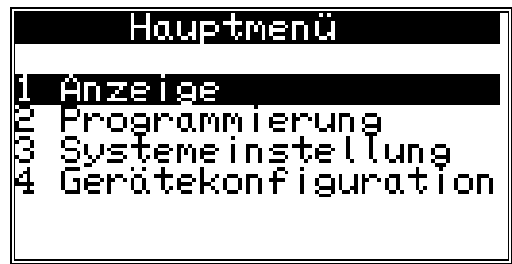 Hauptmenü
1 Anzeige
2 Programmierung
3 Systemeinstellung
4 Gerätekonfiguration